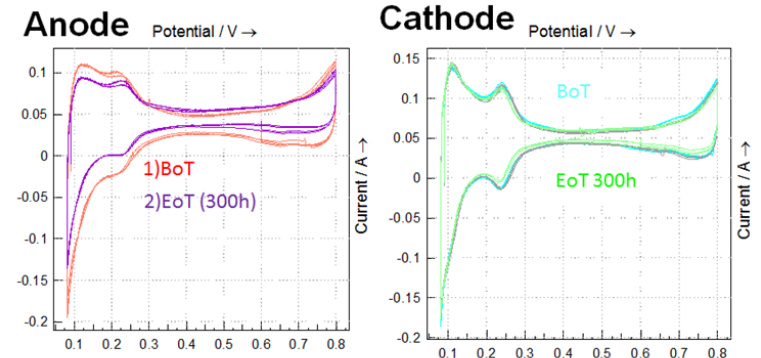 Anode
Potential / V →
0.1
0.05
0
-0.05
-0.1
-0.15
-0.2
0.1 0.2 0.3 0.4 0.5 0.6 0.7 0.8
1)BoT
2)EoT (300h)
Current / A →
Cathode
Potential / V →
0.15
0.1
0.05
0
-0.05
-0.1
-0.15
-0.2
0.1 0.2 0.3 0.4 0.5 0.6 0.7 0.8
BoT
EoT 300h
Current / A →